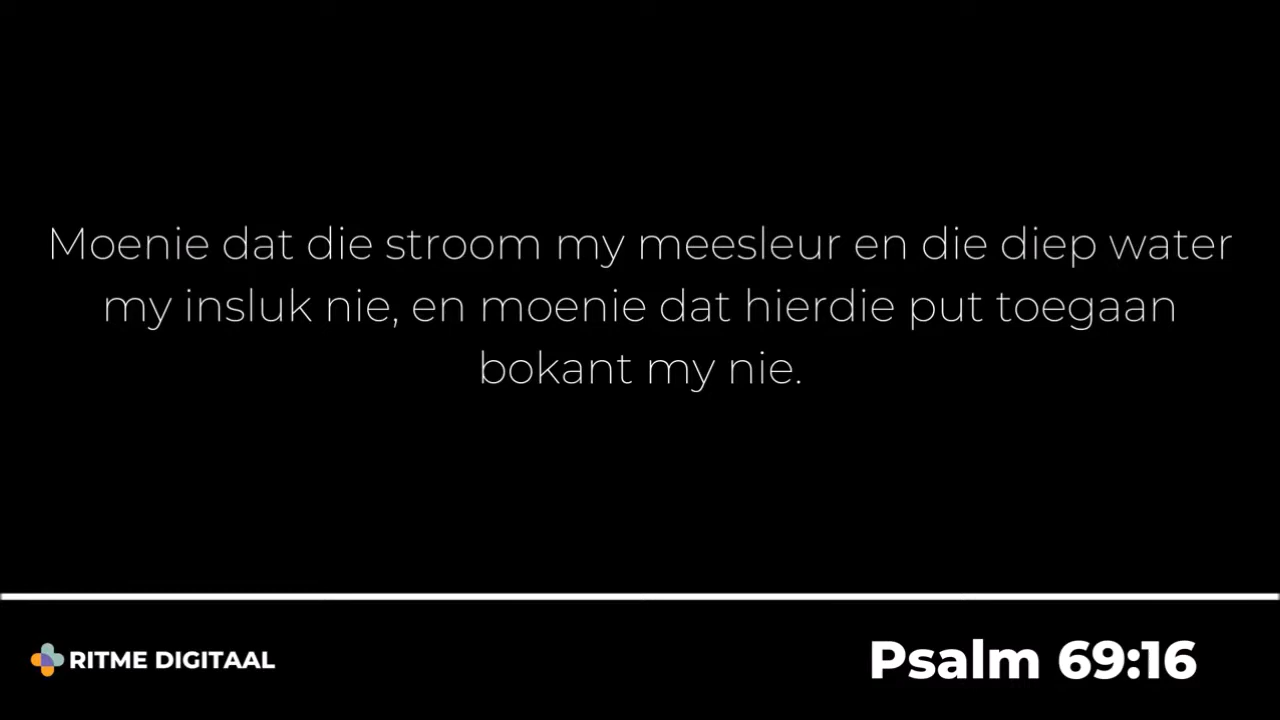 Moenie dat die stroom my meesleur en die diep water
my insluk nie, en moenie dat hierdie put toegaan
bokant my nie.
RITME DIGITAAL
Psalm 69:16